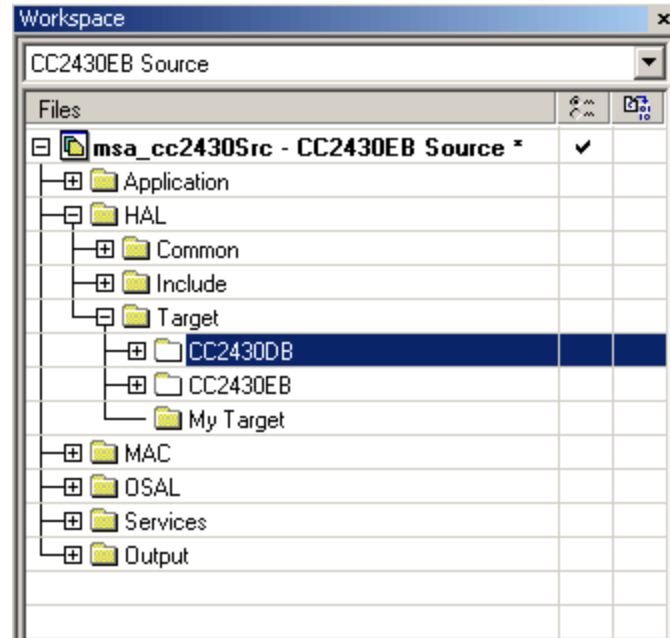 Workspace
CC2430EB Source
Files
msa_cc2430Src - CC2430EB Source *
Application
HAL
Common
Include
Target
CC2430DB
CC2430EB
My Target
MAC
OSAL
Services
Output